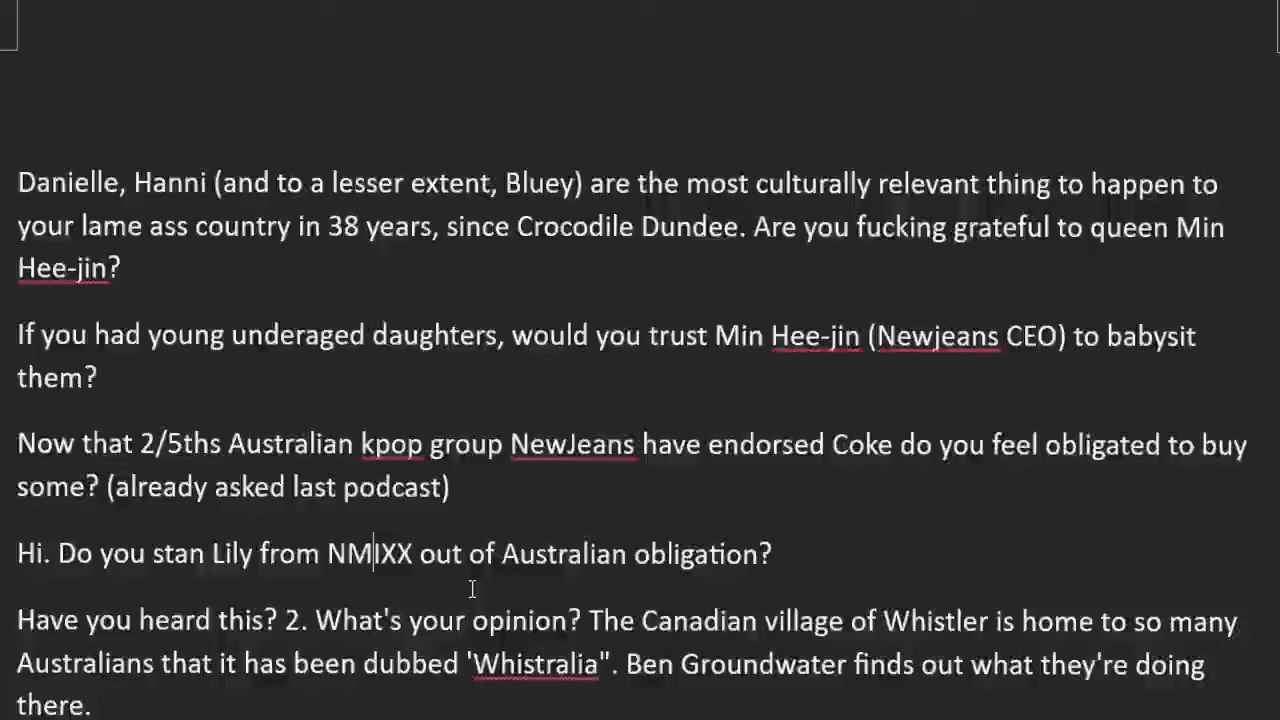 Danielle, Hanni (and to a lesser extent, Bluey) are the most culturally relevant thing to happen to
your lame ass country in 38 years, since Crocodile Dundee. Are you fucking grateful to queen Min
Hee-jin?
If you had young underaged daughters, would you trust Min Hee-jin (Newjeans CEO) to babysit
them?
Now that 2/5ths Australian kpop group NewJeans have endorsed Coke do you feel obligated to buy
some? (already asked last podcast)
Hi. Do you stan Lily from NMIXX out of Australian obligation?
Have you heard this? 2. What's your opinion? The Canadian village of Whistler is home to so many
Australians that it has been dubbed 'Whistralia". Ben Groundwater finds out what they're doing
there.